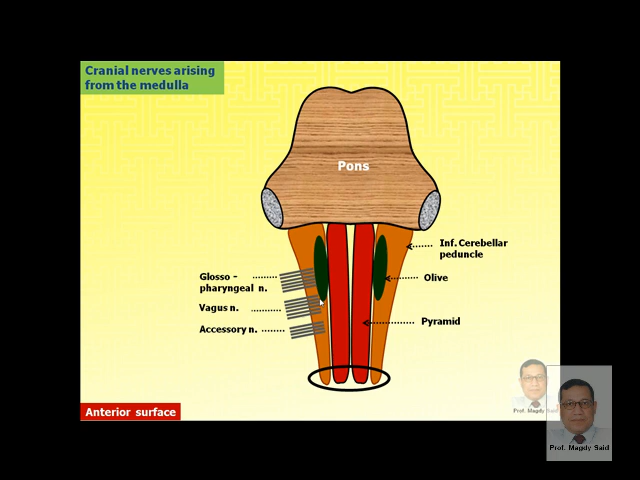 Cranial nerves arising
from the medulla
Pons
Inf. Cerebellar
peduncle
Glosso -
pharyngeal n.
Olive
Vagus n.
Pyramid
Accessory n.
Anterior surface
Prof. Magdy Said
Prof. Magdy Said